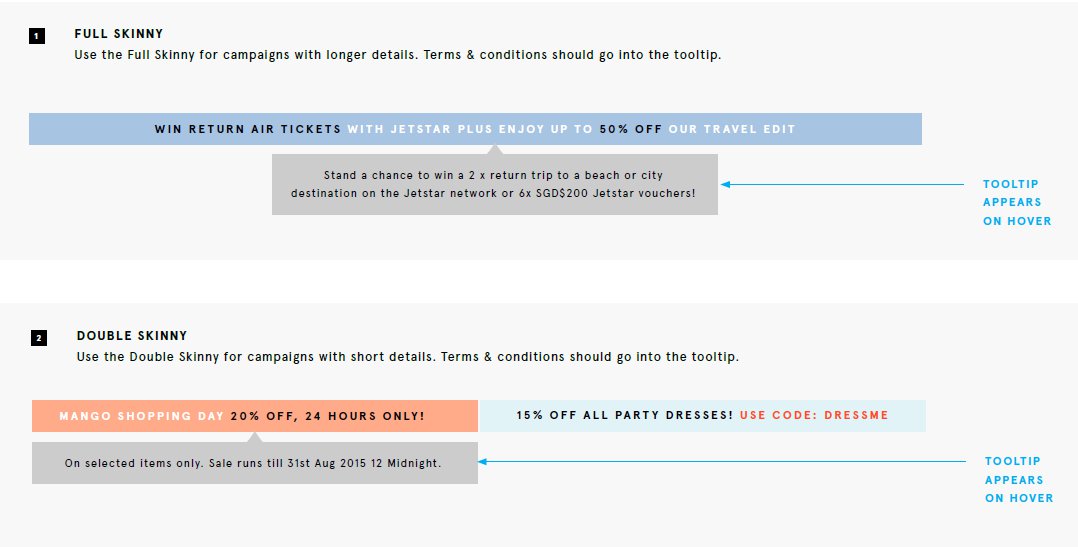 1
FULL SKINNY
Use the Full Skinny for campaigns with longer details. Terms & conditions should go into the tooltip.
WIN RETURN AIR TICKETS WITH JETSTAR PLUS ENJOY UP TO 50% OFF OUR TRAVEL EDIT
Stand a chance to win a 2 x return trip to a beach or city
destination on the Jetstar network or 6x SGD$200 Jetstar vouchers!
TOOLTIP
APPEARS
ON HOVER
2
DOUBLE SKINNY
Use the Double Skinny for campaigns with short details. Terms & conditions should go into the tooltip.
MANGO SHOPPING DAY 20% OFF, 24 HOURS ONLY!
15% OFF ALL PARTY DRESSES! USE CODE: DRESSME
On selected items only. Sale runs till 31st Aug 2015 12 Midnight.
TOOLTIP
APPEARS
ON HOVER